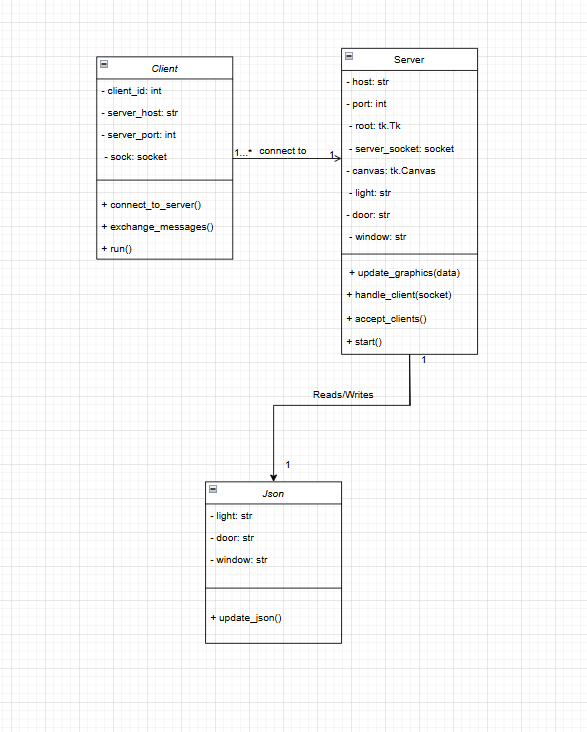 Client
- client_id: int
- server_host: str
- server_port: int
- sock: socket
+ connect_to_server()
+ exchange_messages()
+ run()
1...*
connect to
1
Server
- host: str
- port: int
- root: tk.Tk
- server_socket: socket
- canvas: tk.Canvas
- light: str
- door: str
- window: str
+ update_graphics(data)
+ handle_client(socket)
+ accept_clients()
+ start()
1
Reads/Writes
1
Json
- light: str
- door: str
- window: str
+ update_json()